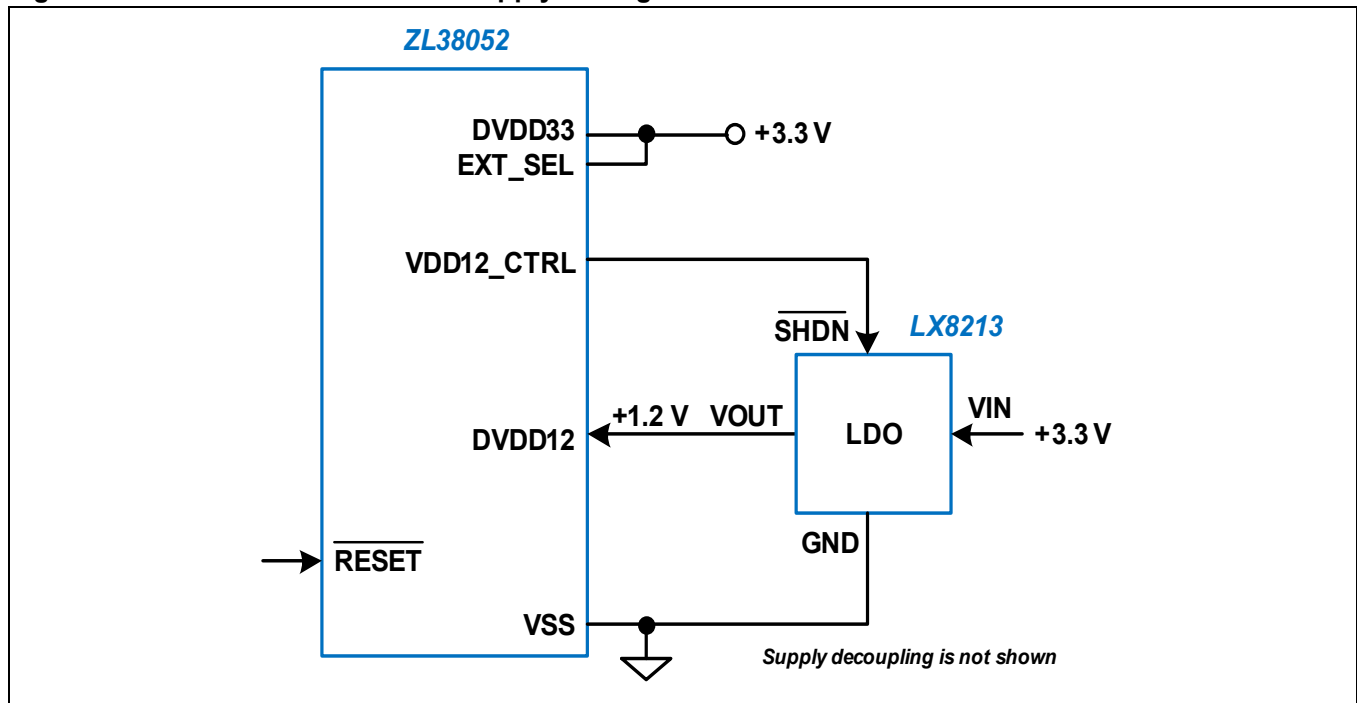 ZL38052
DVDD33
+3.3 V
EXT_SEL
VDD12_CTRL
SHDN
LX8213
+1.2 V VOUT
VIN
DVDD12
LDO
+3.3 V
GND
RESET
VSS
Supply decoupling is not shown